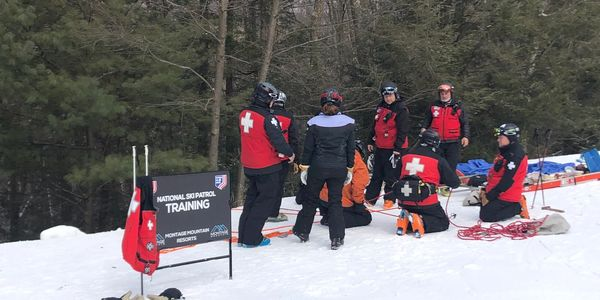 NATIONAL SKI PATROL
TRAINING
MONTAGE MOUNTAIN
RESORTS